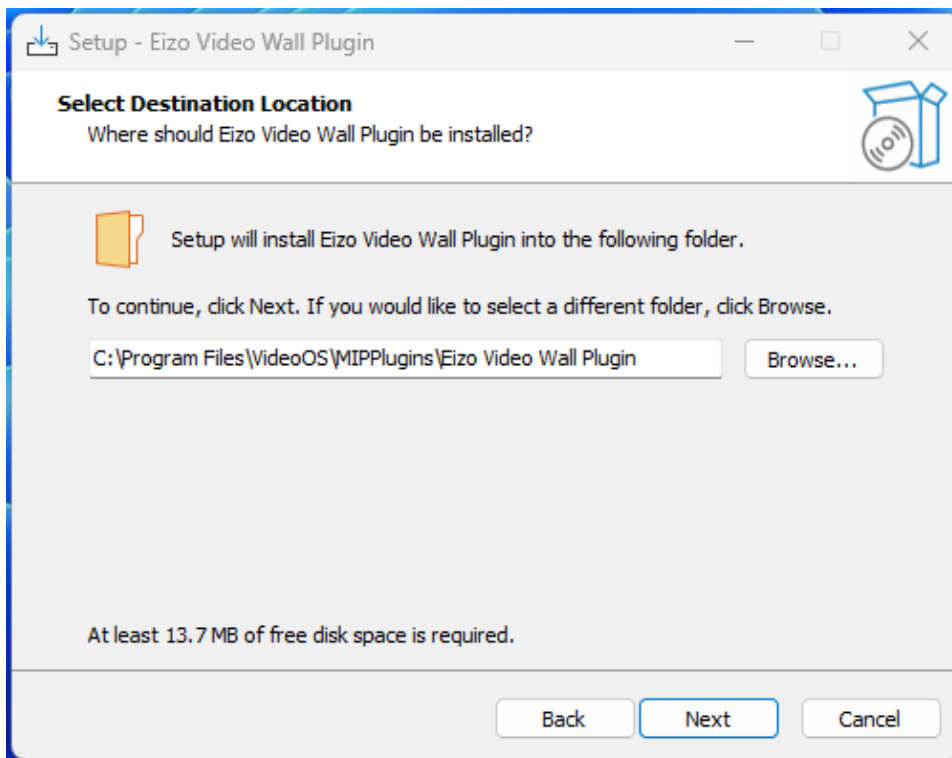 Setup - Eizo Video Wall Plugin
Select Destination Location
Where should Eizo Video Wall Plugin be installed?
Setup will install Eizo Video Wall Plugin into the following folder.
To continue, click Next. If you would like to select a different folder, click Browse.
C:\Program Files\VideoOS\MIPPlugins\Eizo Video Wall Plugin
Browse...
At least 13.7 MB of free disk space is required.
Back
Next
Cancel